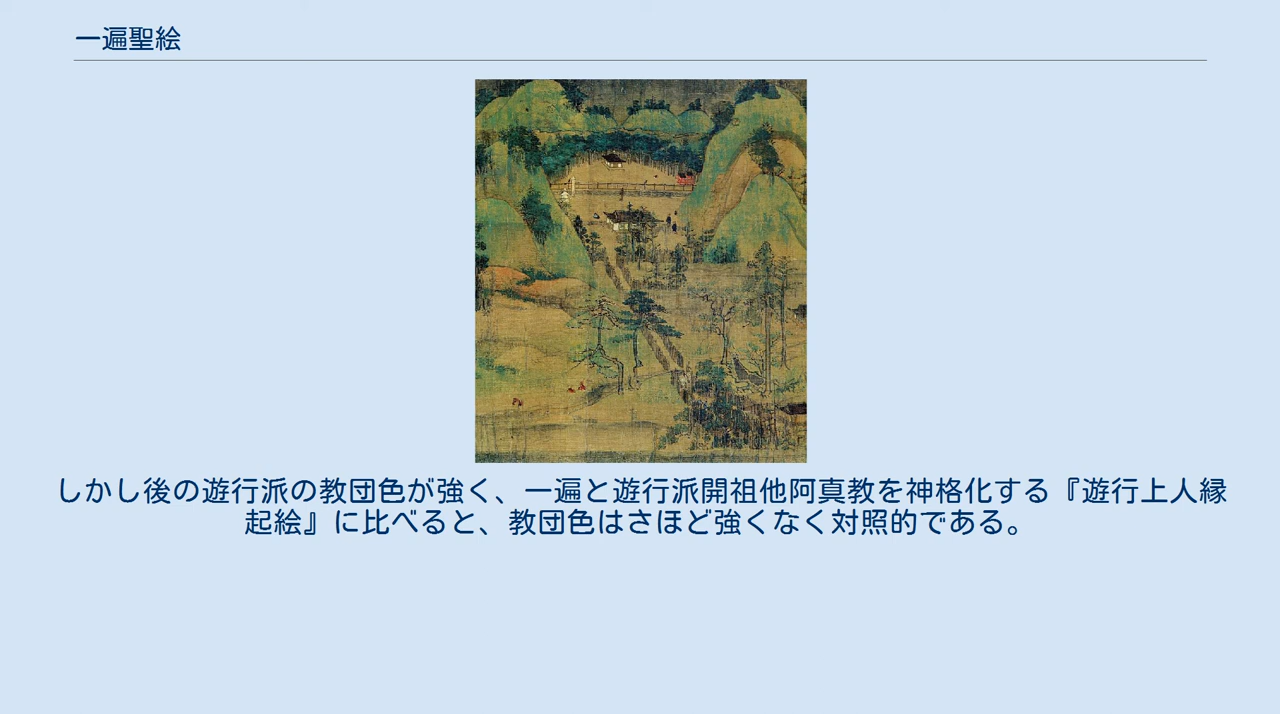 一遍聖絵
しかし後の遊行派の教団色が強く、一遍と遊行派開祖他阿真教を神格化する『遊行上人縁
起絵』に比べると、教団色はさほど強くなく対照的である。